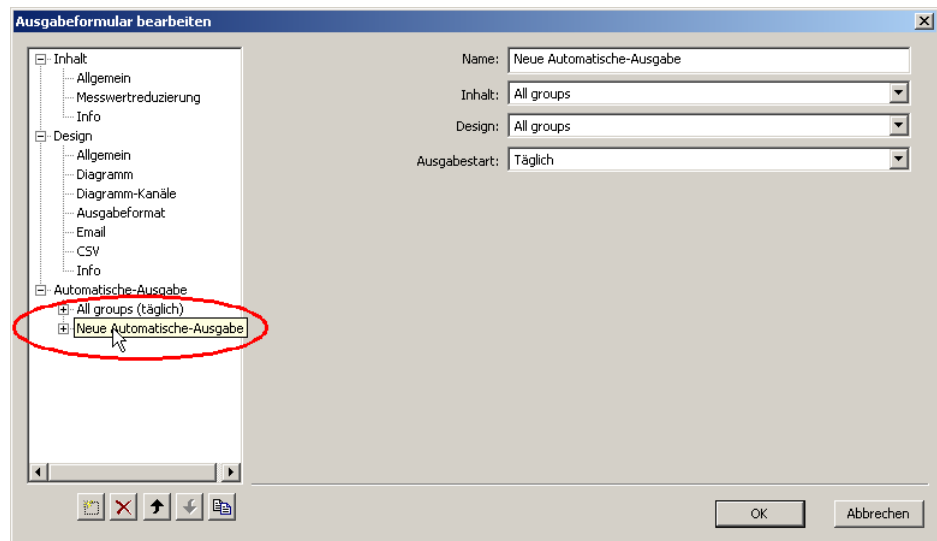 Ausgabeformular bearbeiten
Inhalt
Allgemein
Messwertreduzierung
Info
Design
Allgemein
Diagramm
Diagramm-Kanäle
Ausgabeformat
Email
CSV
Info
Automatische-Ausgabe
All groups (täglich)
Neue Automatische-Ausgabe
Name: Neue Automatische-Ausgabe
Inhalt: All groups
Design: All groups
Ausgabestart: Täglich
OK Abbrechen